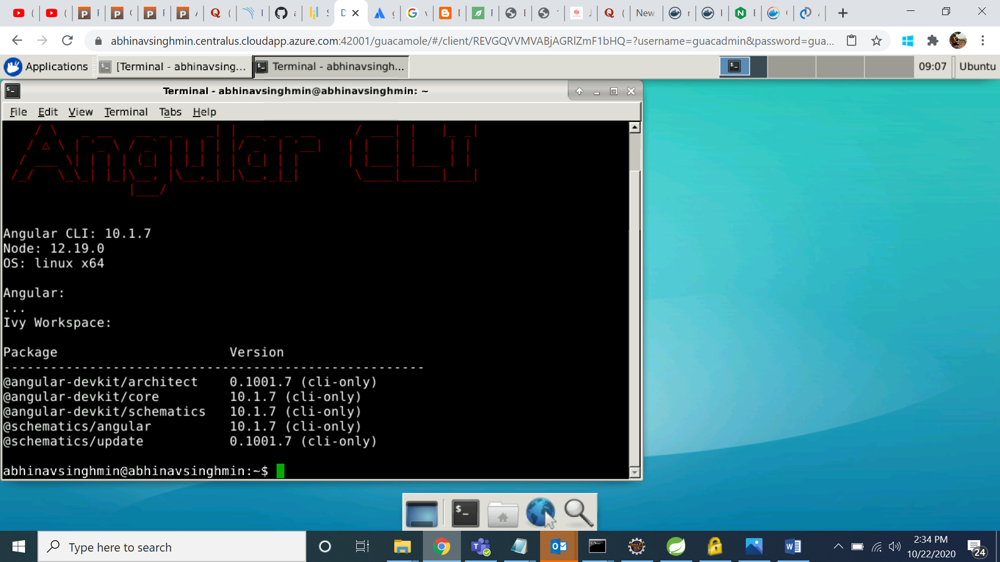 New
abhinavsinghmin.centralus.cloudapp.azure.com:42001/guacamole/#/client/REVGQVVMVABjAGRlZmF1bHQ=?username=guacadmin&password=gua...
Applications
[Terminal - abhinavsing...
Terminal - abhinavsingh...
09:07
Ubuntu
Terminal - abhinavsinghmin@abhinavsinghmin: ~
File Edit View Terminal Tabs Help
Angular CLI
Angular CLI: 10.1.7
Node: 12.19.0
OS: linux x64
Angular:
...
Ivy Workspace:
Package Version
------------------------------------------------------
@angular-devkit/architect 0.1001.7 (cli-only)
@angular-devkit/core 10.1.7 (cli-only)
@angular-devkit/schematics 10.1.7 (cli-only)
@schematics/angular 10.1.7 (cli-only)
@schematics/update 0.1001.7 (cli-only)
abhinavsinghmin@abhinavsinghmin:~$
Type here to search
2:34 PM
10/22/2020
24